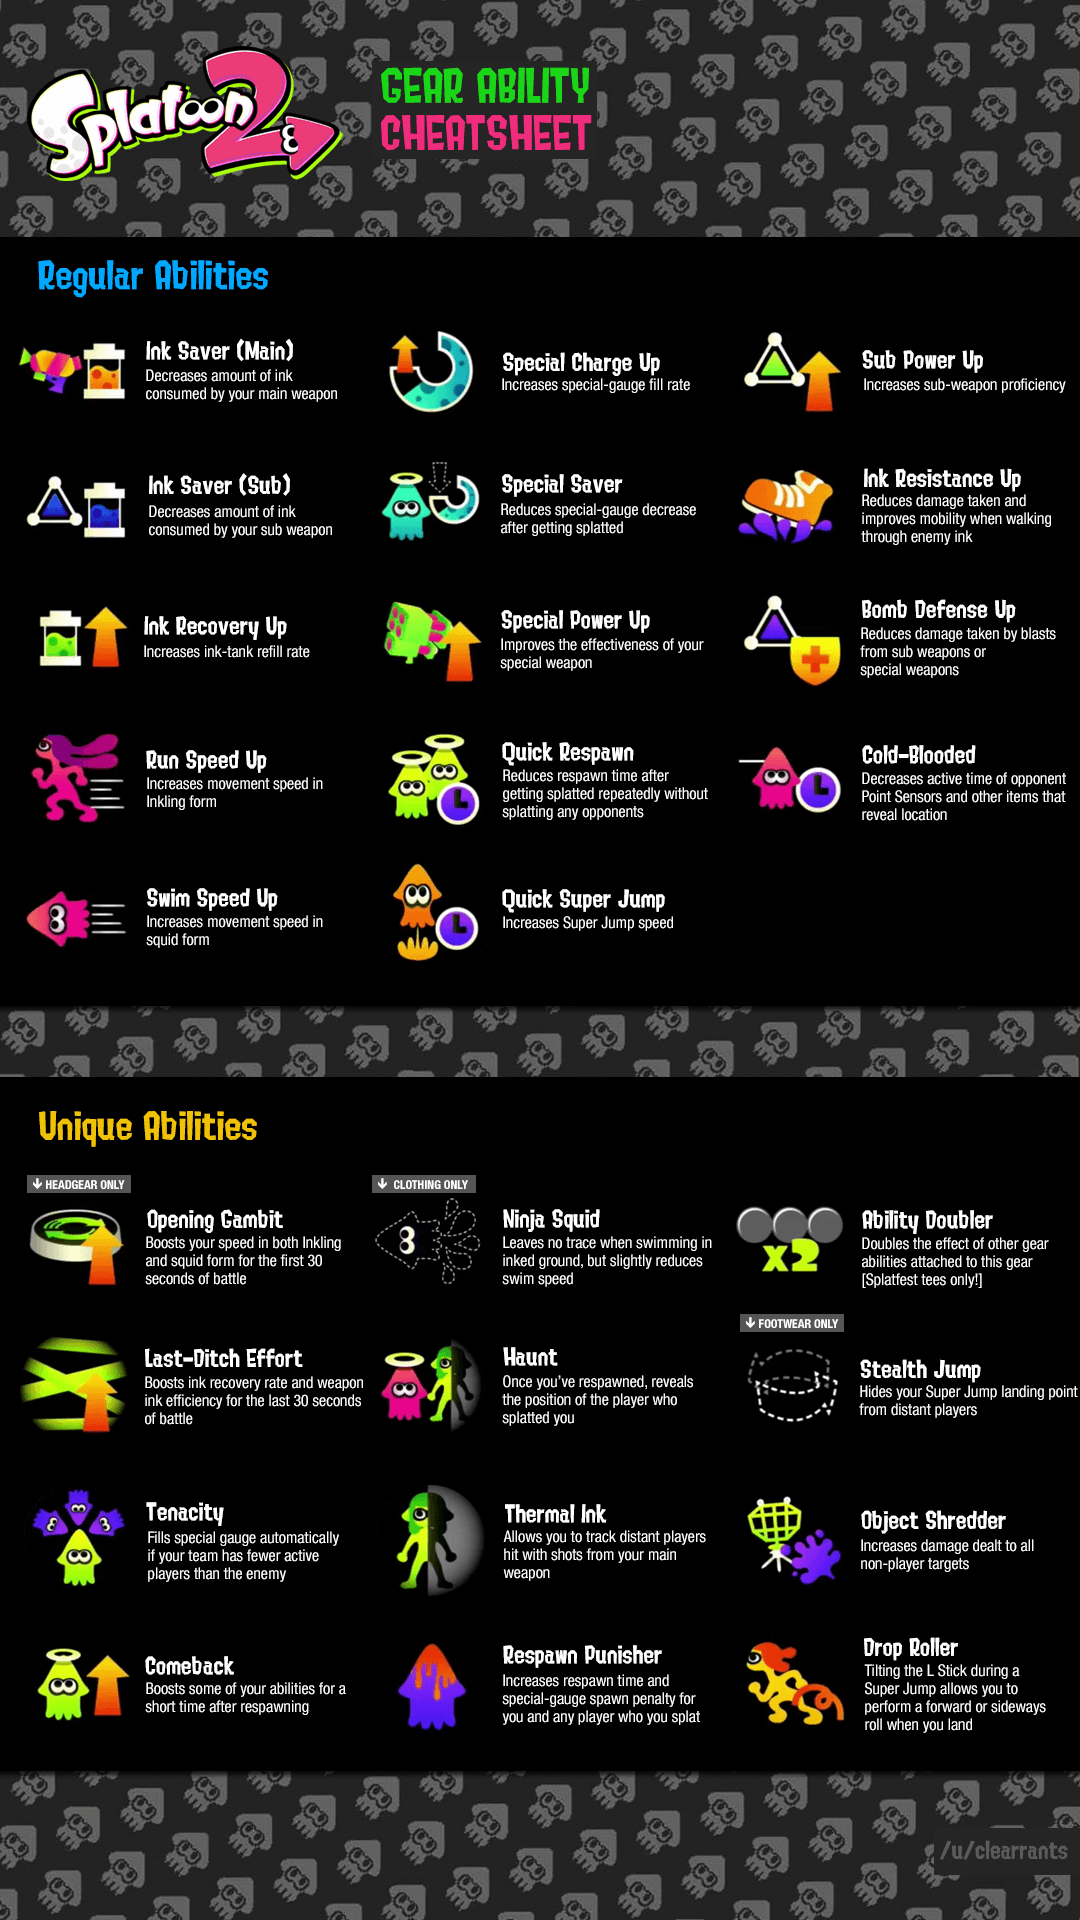 Splatoon 2
GEAR ABILITY
CHEATSHEET
Regular Abilities
Ink Saver (Main)
Decreases amount of ink
consumed by your main weapon
Special Charge Up
Increases special-gauge fill rate
Sub Power Up
Increases sub-weapon proficiency
Ink Saver (Sub)
Decreases amount of ink
consumed by your sub weapon
Special Saver
Reduces special-gauge decrease
after getting splatted
Ink Resistance Up
Reduces damage taken and
improves mobility when walking
through enemy ink
Ink Recovery Up
Increases ink-tank refill rate
Special Power Up
Improves the effectiveness of your
special weapon
Bomb Defense Up
Reduces damage taken by blasts
from sub weapons or
special weapons
Run Speed Up
Increases movement speed in
Inkling form
Quick Respawn
Reduces respawn time after
getting splatted repeatedly without
splatting any opponents
Cold-Blooded
Decreases active time of opponent
Point Sensors and other items that
reveal location
Swim Speed Up
Increases movement speed in
squid form
Quick Super Jump
Increases Super Jump speed
Unique Abilities
HEADGEAR ONLY
Opening Gambit
Boosts your speed in both Inkling
and squid form for the first 30
seconds of battle
CLOTHING ONLY
Ninja Squid
Leaves no trace when swimming in
inked ground, but slightly reduces
swim speed
x2
Ability Doubler
Doubles the effect of other gear
abilities attached to this gear
[Splatfest tees only!]
Last-Ditch Effort
Boosts ink recovery rate and weapon
ink efficiency for the last 30 seconds
of battle
Haunt
Once you've respawned, reveals
the position of the player who
splatted you
FOOTWEAR ONLY
Stealth Jump
Hides your Super Jump landing point
from distant players
Tenacity
Fills special gauge automatically
if your team has fewer active
players than the enemy
Thermal Ink
Allows you to track distant players
hit with shots from your main
weapon
Object Shredder
Increases damage dealt to all
non-player targets
Comeback
Boosts some of your abilities for a
short time after respawning
Respawn Punisher
Increases respawn time and
special-gauge spawn penalty for
you and any player who you splat
Drop Roller
Tilting the L Stick during a
Super Jump allows you to
perform a forward or sideways
roll when you land
/u/clearrants